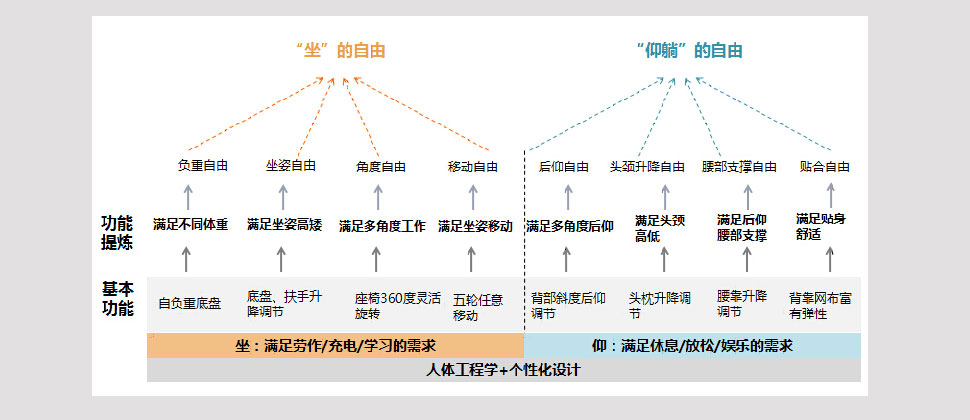 “坐”的自由
“仰躺”的自由
负重自由
坐姿自由
角度自由
移动自由
后仰自由
头颈升降自由
腰部支撑自由
贴合自由
功能
提炼
满足不同体重
满足坐姿高矮
满足多角度工作
满足坐姿移动
满足多角度后仰
满足头颈
高低
满足后仰
腰部支撑
满足贴身
舒适
基本
功能
自负重底盘
底盘、扶手升
降调节
座椅360度灵活
旋转
五轮任意
移动
背部斜度后仰
调节
头枕升降调
节
腰靠升降
调节
背靠网布富
有弹性
坐：满足劳作/充电/学习的需求
仰：满足休息/放松/娱乐的需求
人体工程学+个性化设计